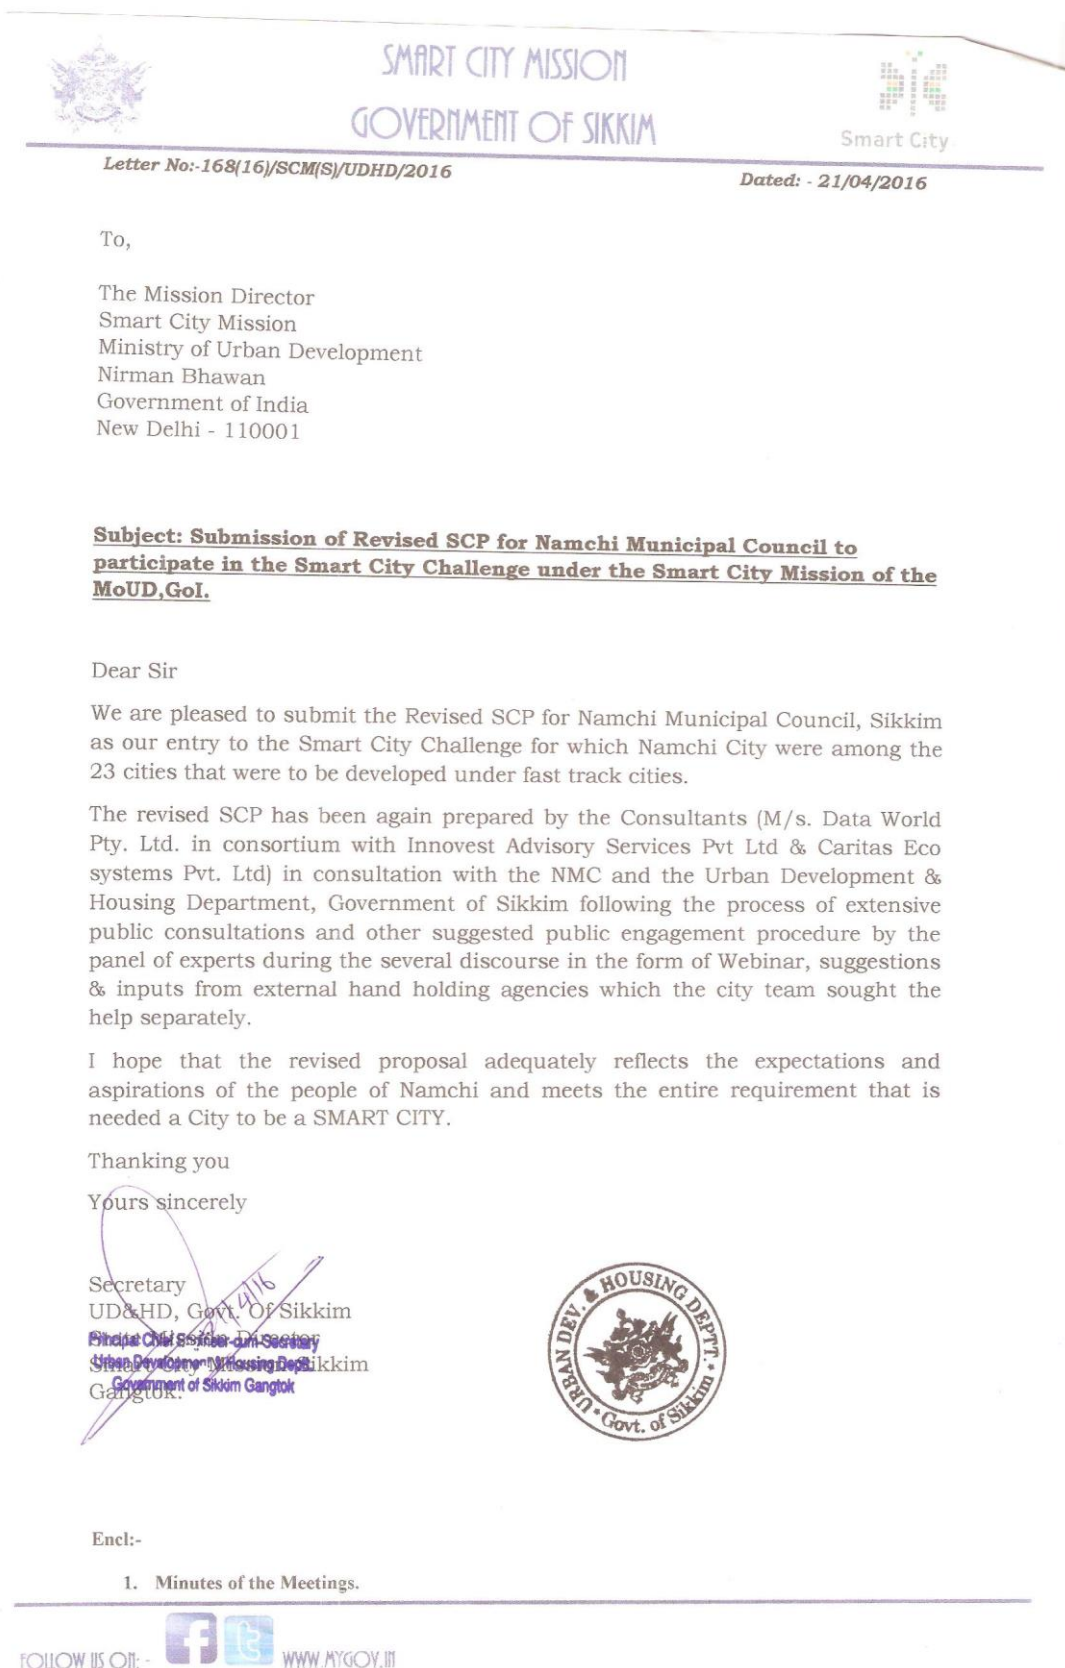 SMART CITY MISSION
GOVERNMENT OF SIKKIM
Smart City
Letter No:-168(16)/SCM(S)/UDHD/2016
Dated: - 21/04/2016
To,
The Mission Director
Smart City Mission
Ministry of Urban Development
Nirman Bhawan
Government of India
New Delhi - 110001
Subject: Submission of Revised SCP for Namchi Municipal Council to
participate in the Smart City Challenge under the Smart City Mission of the
MoUD,GoI.
Dear Sir
We are pleased to submit the Revised SCP for Namchi Municipal Council, Sikkim
as our entry to the Smart City Challenge for which Namchi City were among the
23 cities that were to be developed under fast track cities.
The revised SCP has been again prepared by the Consultants (M/s. Data World
Pty. Ltd. in consortium with Innovest Advisory Services Pvt Ltd & Caritas Eco
systems Pvt. Ltd) in consultation with the NMC and the Urban Development &
Housing Department, Government of Sikkim following the process of extensive
public consultations and other suggested public engagement procedure by the
panel of experts during the several discourse in the form of Webinar, suggestions
& inputs from external hand holding agencies which the city team sought the
help separately.
I hope that the revised proposal adequately reflects the expectations and
aspirations of the people of Namchi and meets the entire requirement that is
needed a City to be a SMART CITY.
Thanking you
Yours sincerely
Secretary
UD&HD, Govt. Of Sikkim
Principal Chief Engineer-cum-Secretary
Urban Development & Housing Deptt.
Government of Sikkim Gangtok
Gangtok.
URBAN DEV. & HOUSING DEPTT.
Govt. of Sikkim
Encl:-
1. Minutes of the Meetings.
FOLLOW US ON: -
WWW.MYGOV.IN